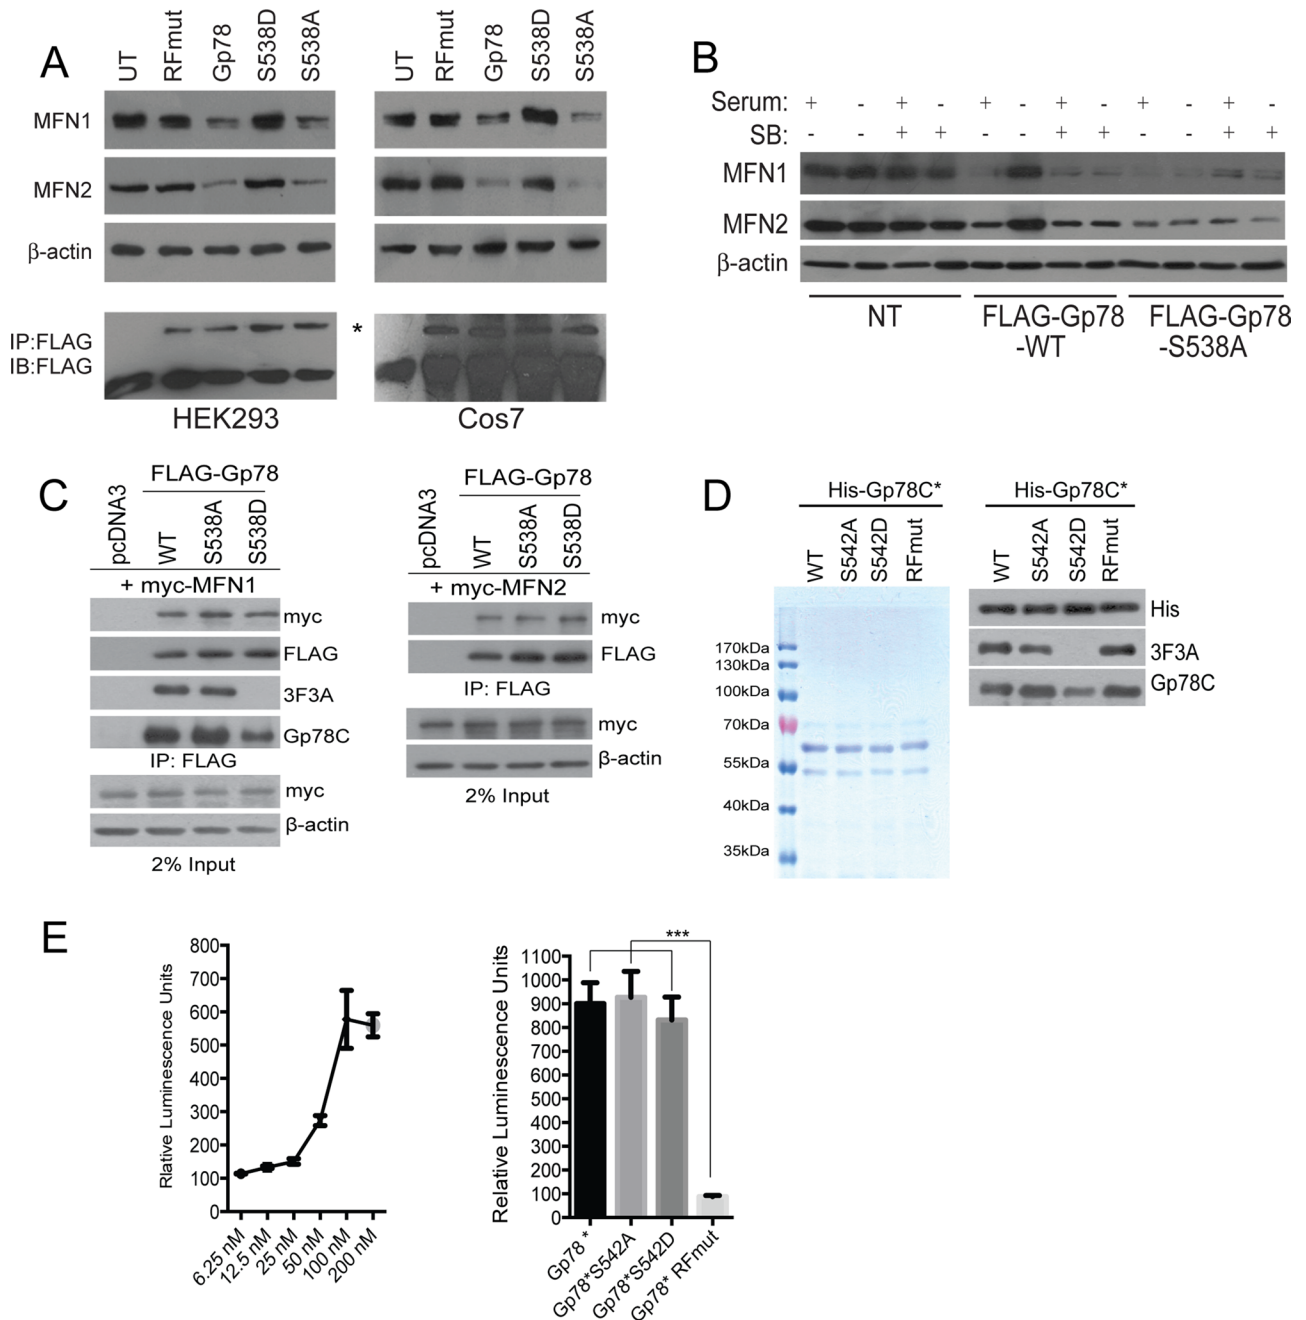 A
UT RFmut Gp78 S538D S538A
UT RFmut Gp78 S538D S538A
MFN1
MFN2
β-actin
IP:FLAG
IB:FLAG
*
HEK293
Cos7
B
Serum: + - + - + - + - + - + -
SB: - - + + - - + + - - + +
MFN1
MFN2
β-actin
NT
FLAG-Gp78
-WT
FLAG-Gp78
-S538A
C
FLAG-Gp78
pcDNA3 WT S538A S538D
+ myc-MFN1
myc
FLAG
3F3A
Gp78C
IP: FLAG
myc
β-actin
2% Input
FLAG-Gp78
pcDNA3 WT S538A S538D
+ myc-MFN2
myc
FLAG
IP: FLAG
myc
β-actin
2% Input
D
His-Gp78C*
WT S542A S542D RFmut
170kDa
130kDa
100kDa
70kDa
55kDa
40kDa
35kDa
His-Gp78C*
WT S542A S542D RFmut
His
3F3A
Gp78C
E
Rlative Luminescence Units
800
700
600
500
400
300
200
100
0
6.25 nM
12.5 nM
25 nM
50 nM
100 nM
200 nM
Relative Luminescence Units
1100
1000
900
800
700
600
500
400
300
200
100
0
***
Gp78 *
Gp78*S542A
Gp78*S542D
Gp78* RFmut